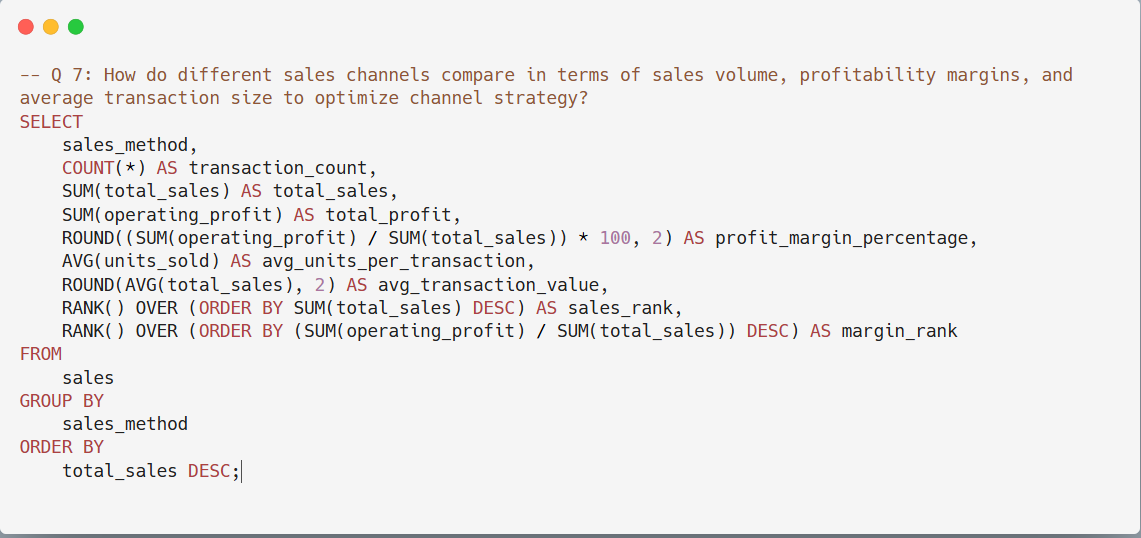 -- Q 7: How do different sales channels compare in terms of sales volume, profitability margins, and
average transaction size to optimize channel strategy?
SELECT
    sales_method,
    COUNT(*) AS transaction_count,
    SUM(total_sales) AS total_sales,
    SUM(operating_profit) AS total_profit,
    ROUND((SUM(operating_profit) / SUM(total_sales)) * 100, 2) AS profit_margin_percentage,
    AVG(units_sold) AS avg_units_per_transaction,
    ROUND(AVG(total_sales), 2) AS avg_transaction_value,
    RANK() OVER (ORDER BY SUM(total_sales) DESC) AS sales_rank,
    RANK() OVER (ORDER BY (SUM(operating_profit) / SUM(total_sales)) DESC) AS margin_rank
FROM
    sales
GROUP BY
    sales_method
ORDER BY
    total_sales DESC;